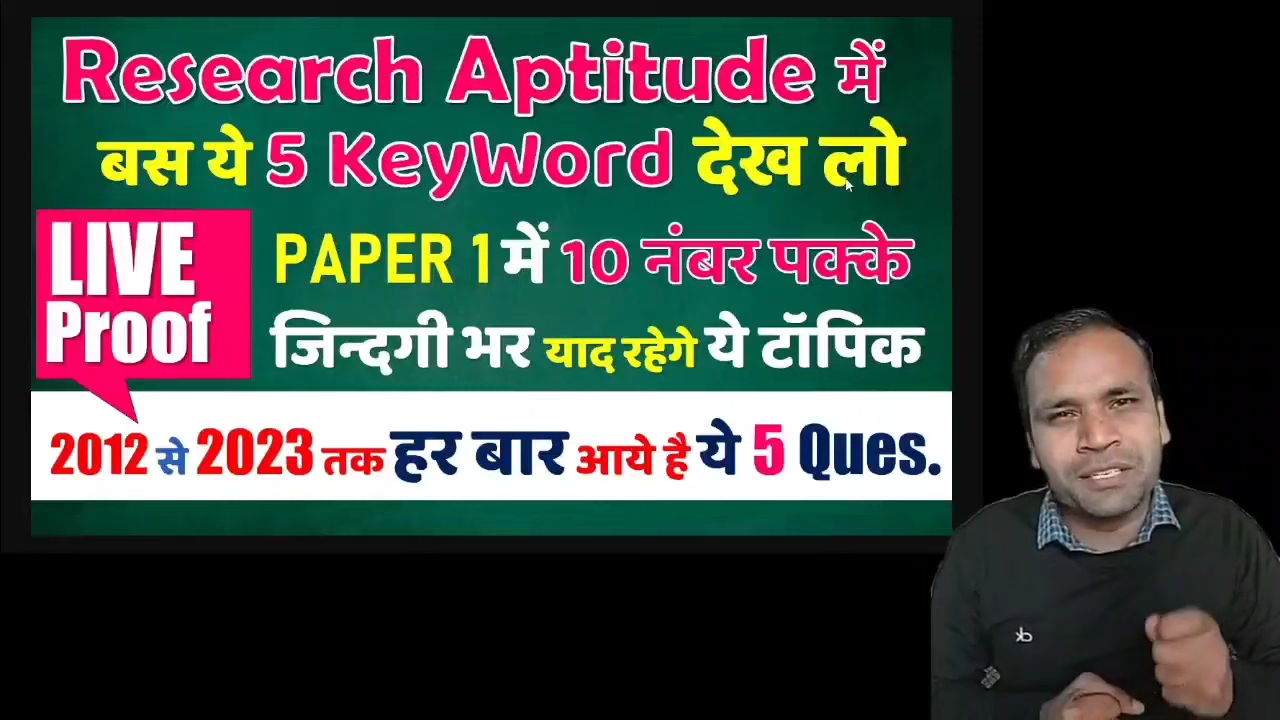 Research Aptitude में
बस ये 5 KeyWord देख लो
LIVE
Proof
PAPER 1 में 10 नंबर पक्के
जिन्दगी भर याद रहेगे ये टॉपिक
2012 से 2023 तक हर बार आये है ये 5 Ques.